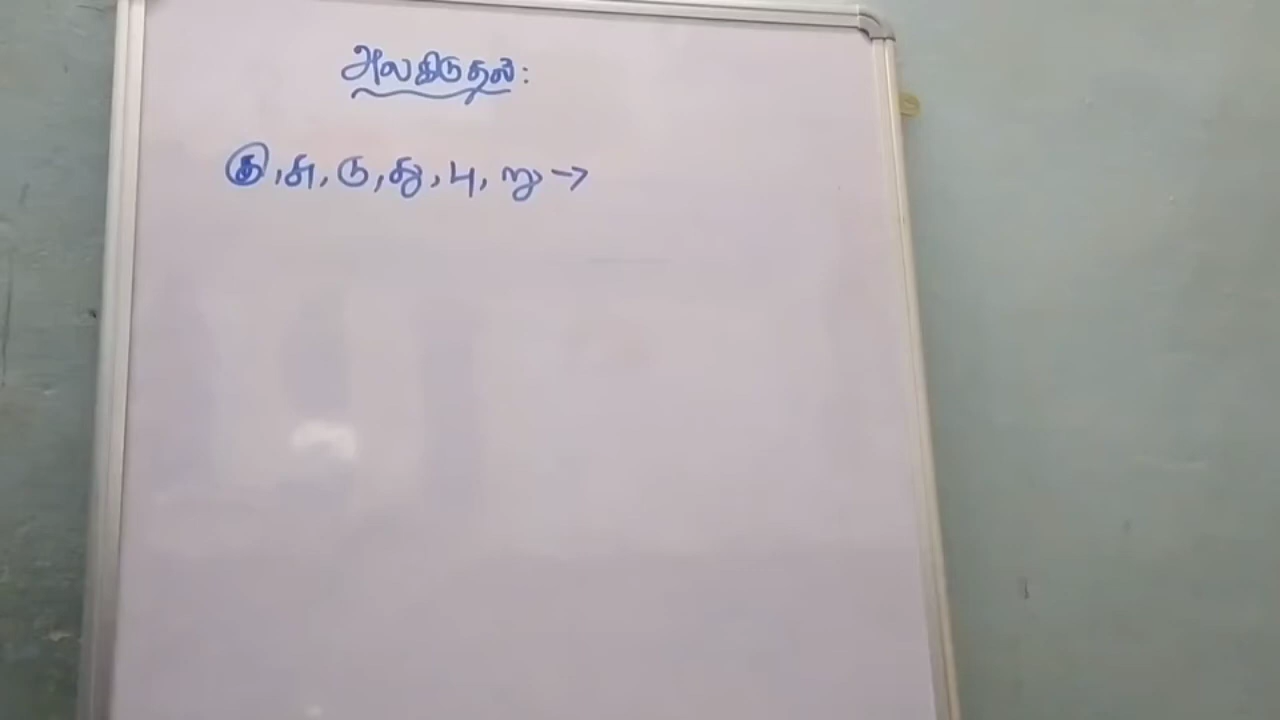 அலகிடுதல்:
கு, சு, டு, து, பு, று →